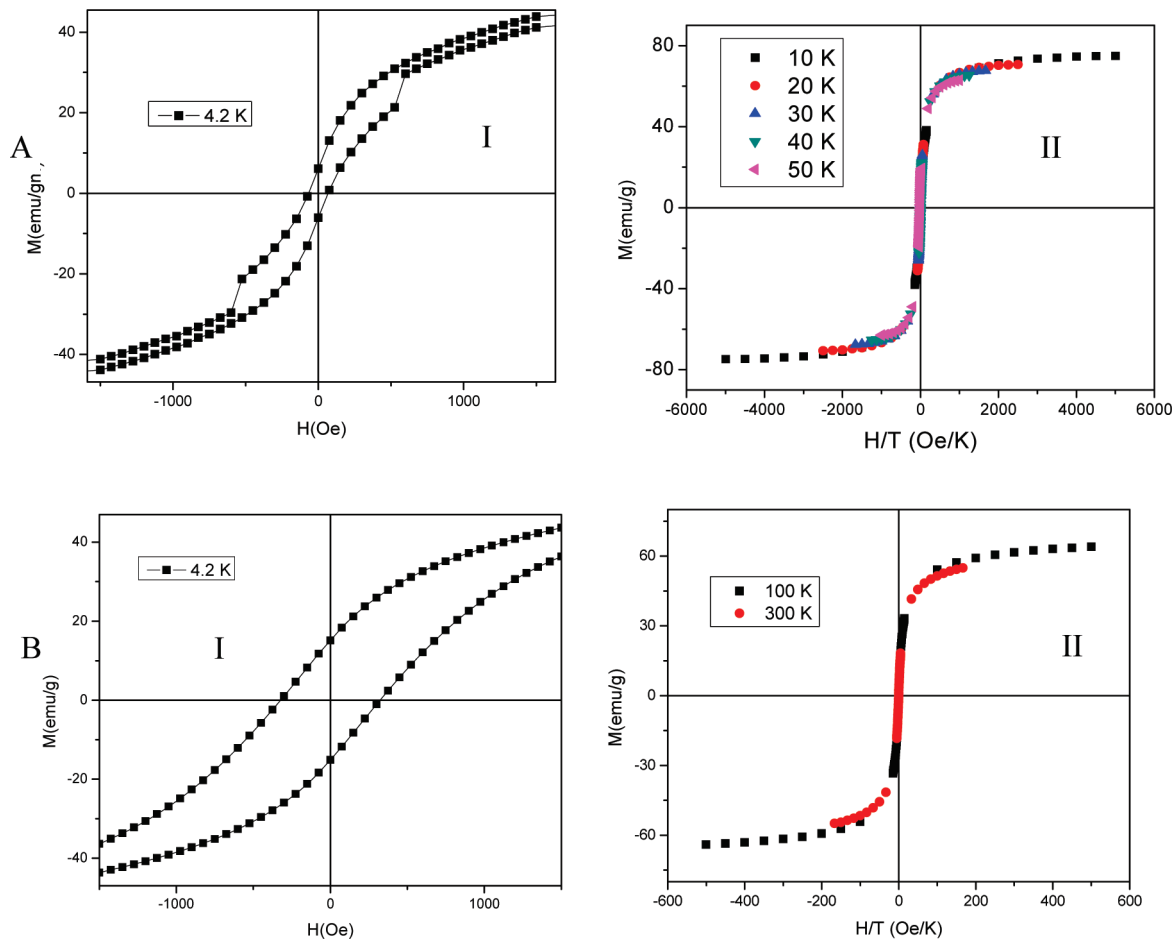 A
I
4.2 K
M(emu/gn..,
40
20
0
-20
-40
-1000
0
1000
H(Oe)
II
10 K
20 K
30 K
40 K
50 K
M(emu/g)
80
40
0
-40
-80
-6000
-4000
-2000
0
2000
4000
6000
H/T (Oe/K)
B
I
4.2 K
M(emu/g)
40
20
0
-20
-40
-1000
0
1000
H(Oe)
II
100 K
300 K
M(emu/g)
60
30
0
-30
-60
-600
-400
-200
0
200
400
600
H/T (Oe/K)